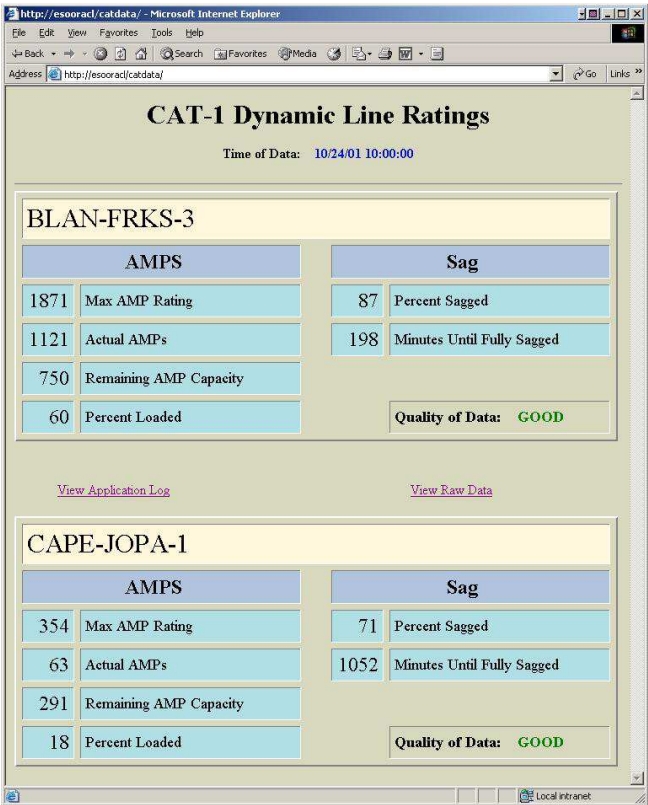 http://esooracl/catdata/ - Microsoft Internet Explorer
File Edit View Favorites Tools Help
Back Search Favorites Media
Address http://esooracl/catdata/ Go Links »
CAT-1 Dynamic Line Ratings
Time of Data: 10/24/01 10:00:00
BLAN-FRKS-3
AMPS Sag
1871 Max AMP Rating 87 Percent Sagged
1121 Actual AMPs 198 Minutes Until Fully Sagged
750 Remaining AMP Capacity
60 Percent Loaded Quality of Data: GOOD
View Application Log View Raw Data
CAPE-JOPA-1
AMPS Sag
354 Max AMP Rating 71 Percent Sagged
63 Actual AMPs 1052 Minutes Until Fully Sagged
291 Remaining AMP Capacity
18 Percent Loaded Quality of Data: GOOD
Local intranet